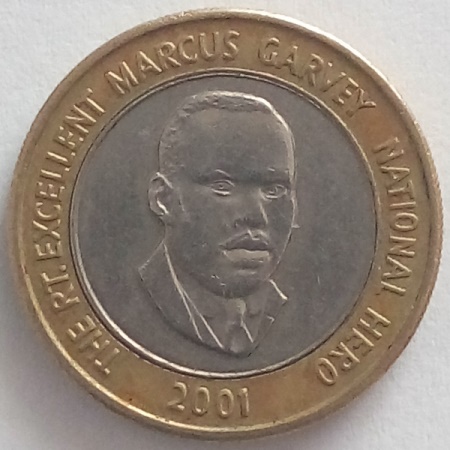 THE RT. EXCELLENT MARCUS GARVEY NATIONAL HERO
2001